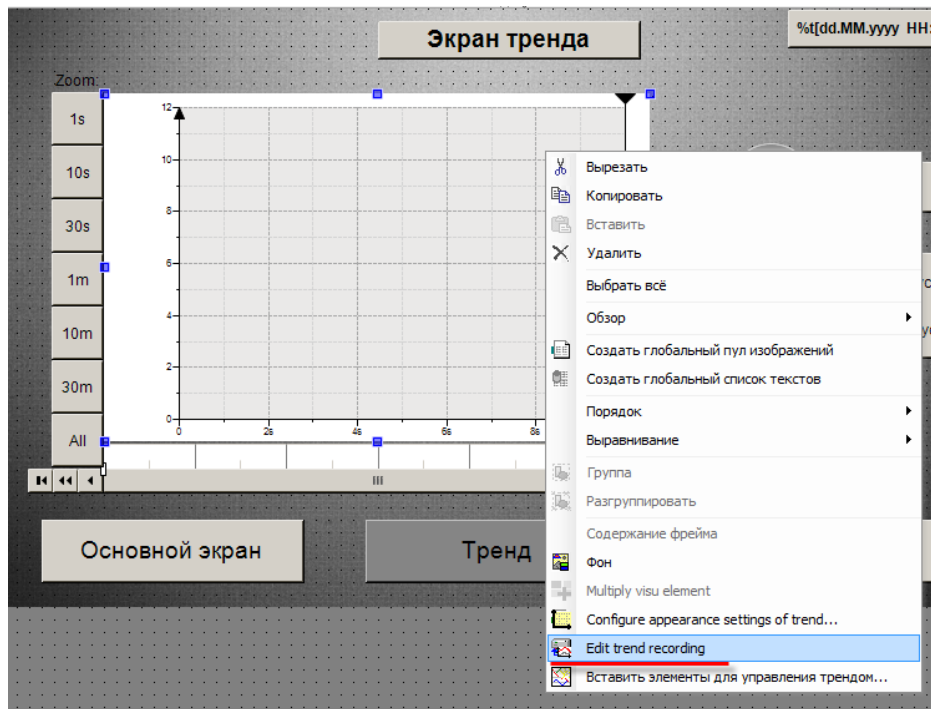 Экран тренда
%t[dd.MM.yyyy HH:
Zoom:
1s
10s
30s
1m
10m
30m
All
12
10
8
6
4
2
0
0
2s
4s
6s
8s
Вырезать
Копировать
Вставить
Удалить
Выбрать всё
Обзор
Создать глобальный пул изображений
Создать глобальный список текстов
Порядок
Выравнивание
Группа
Разгруппировать
Содержание фрейма
Фон
Multiply visu element
Configure appearance settings of trend...
Edit trend recording
Вставить элементы для управления трендом...
Основной экран
Тренд